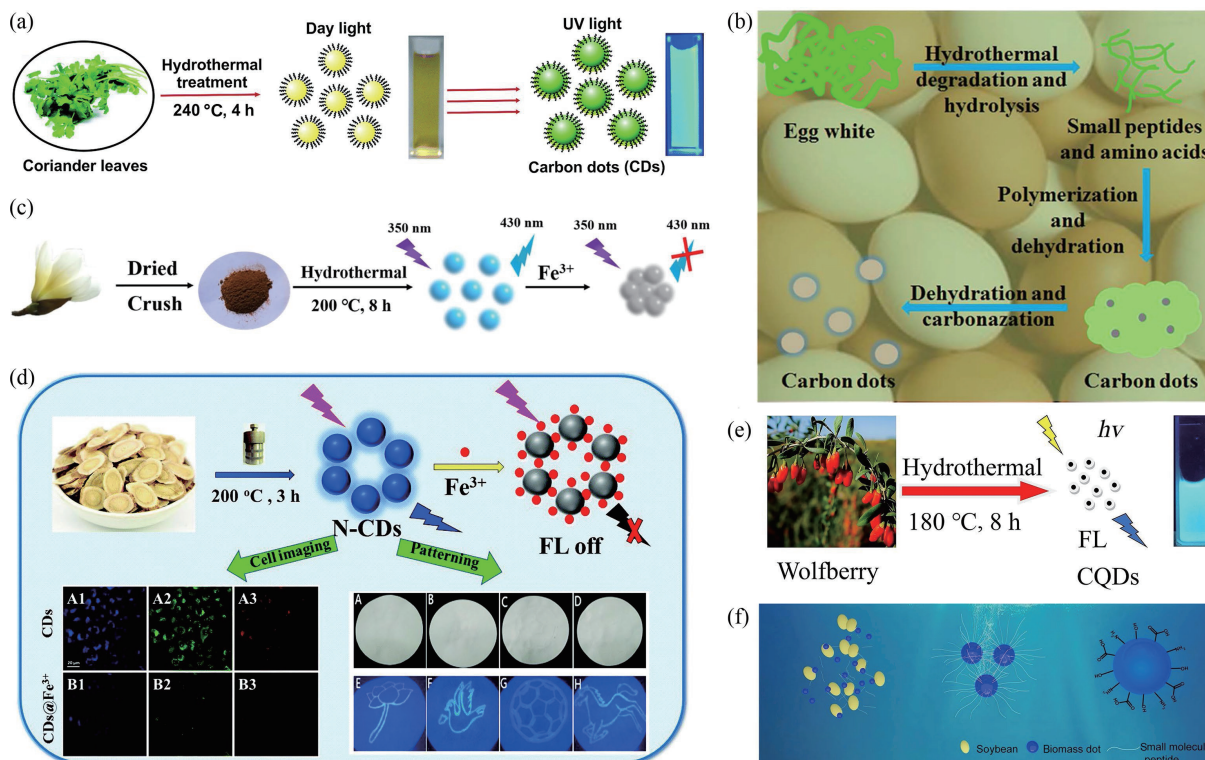 (a)
Day light
UV light
Hydrothermal
treatment
240 °C, 4 h
Coriander leaves
Carbon dots (CDs)
(b)
Hydrothermal
degradation and
hydrolysis
Egg white
Small peptides
and amino acids
Polymerization
and
dehydration
Dehydration and
carbonazation
Carbon dots
Carbon dots
(c)
350 nm
430 nm
350 nm
430 nm
Dried
Crush
Hydrothermal
200 °C, 8 h
Fe³⁺
(d)
200 °C , 3 h
Fe³⁺
N-CDs
FL off
Cell imaging
Patterning
CDs
A1
A2
A3
20 μm
CDs@Fe³⁺
B1
B2
B3
A
B
C
D
E
F
G
H
(e)
hv
Hydrothermal
180 °C, 8 h
FL
Wolfberry
CQDs
(f)
Soybean
Biomass dot
Small molecul
peptide